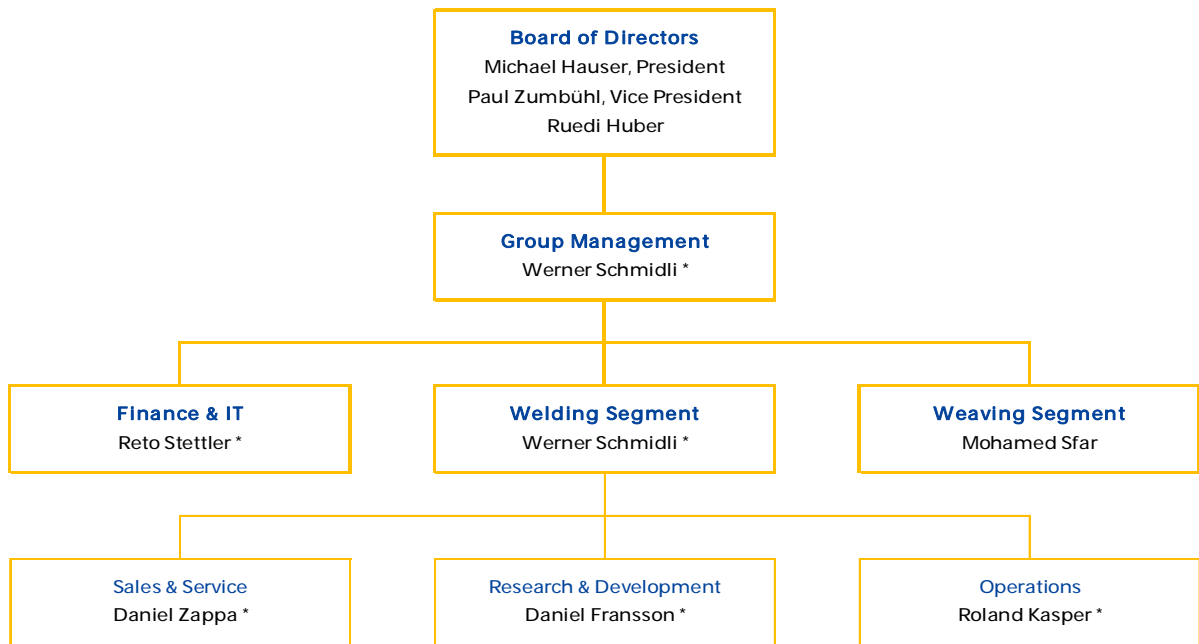 Board of Directors
Michael Hauser, President
Paul Zumbühl, Vice President
Ruedi Huber
Group Management
Werner Schmidli *
Finance & IT
Reto Stettler *
Welding Segment
Werner Schmidli *
Weaving Segment
Mohamed Sfar
Sales & Service
Daniel Zappa *
Research & Development
Daniel Fransson *
Operations
Roland Kasper *